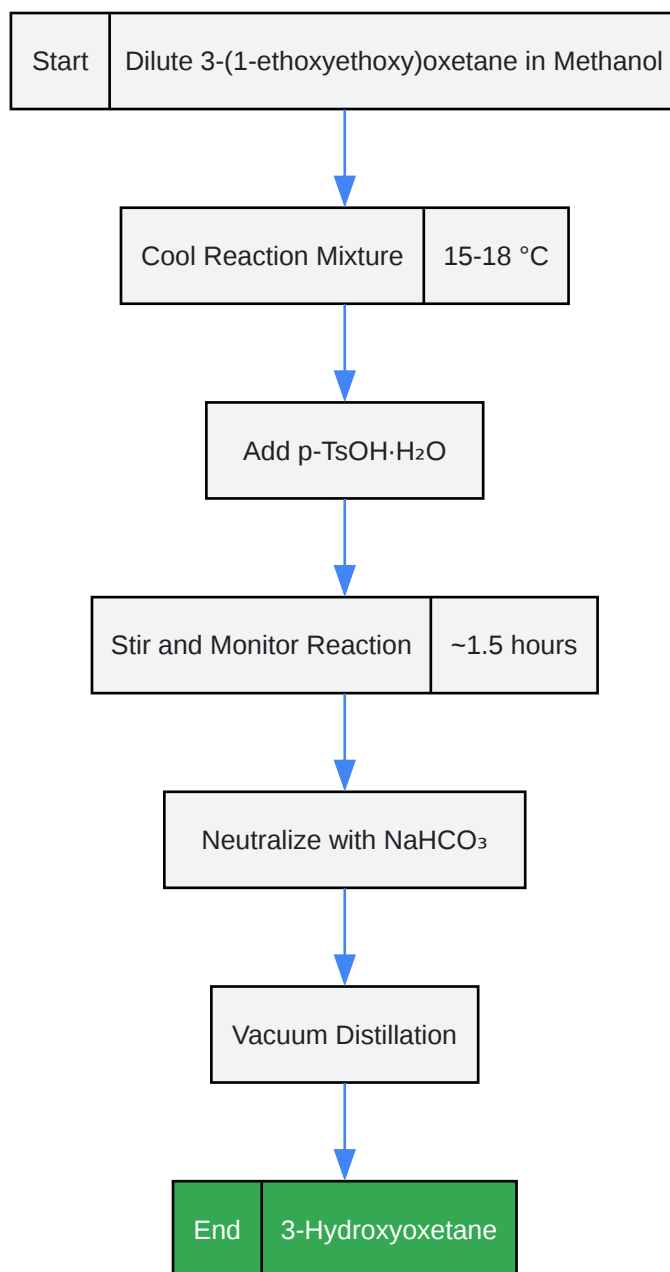 Start Dilute 3-(1-ethoxyethoxy)oxetane in Methanol
Cool Reaction Mixture 15-18 °C
Add p-TsOH·H₂O
Stir and Monitor Reaction ~1.5 hours
Neutralize with NaHCO₃
Vacuum Distillation
End 3-Hydroxyoxetane